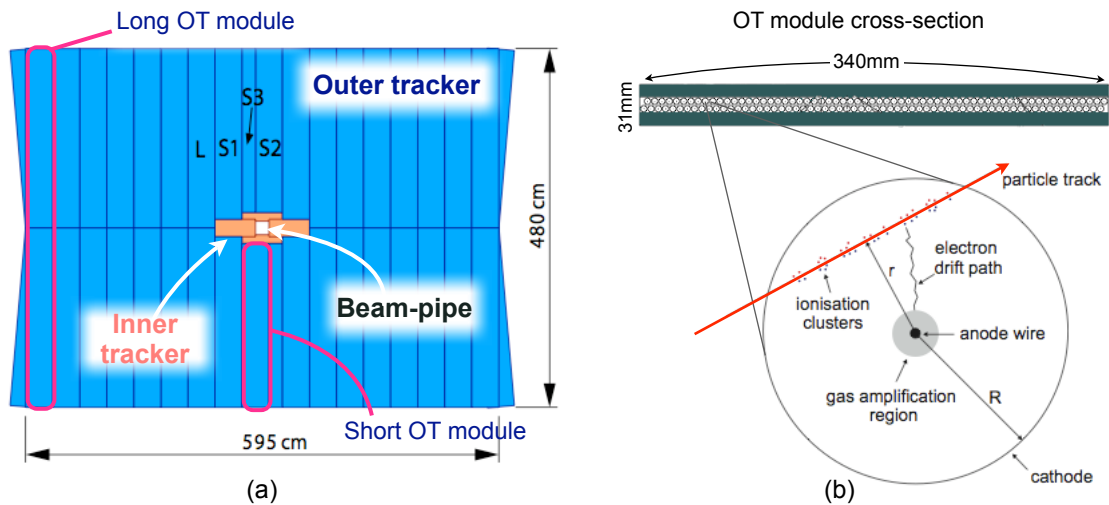 Long OT module
Outer tracker
S3
L S1 S2
Inner
tracker
Beam-pipe
480 cm
595 cm
Short OT module
(a)
OT module cross-section
340mm
31mm
particle track
electron
drift path
r
ionisation
clusters
anode wire
gas amplification
region
R
cathode
(b)